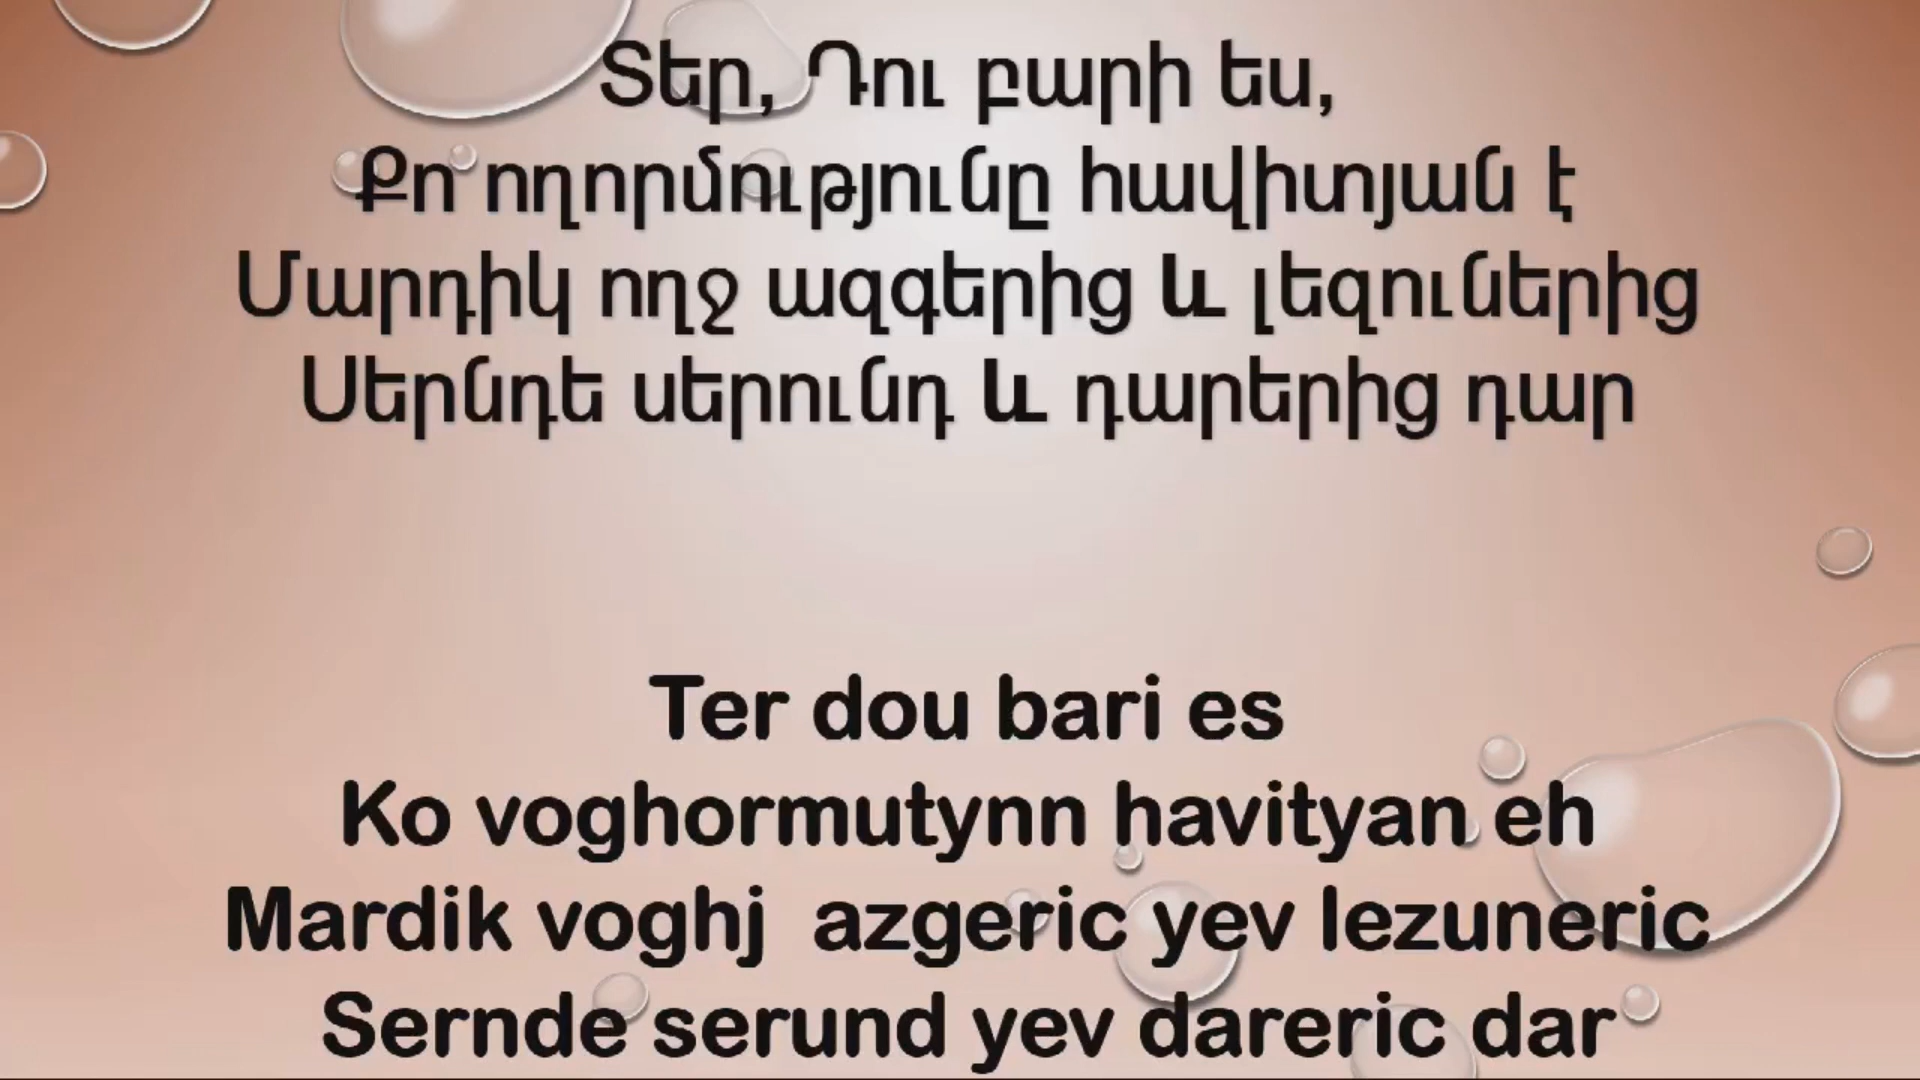 Տեր, Դու բարի ես,
Քո ողորմությունը հավիտյան է
Մարդիկ ողջ ազգերից և լեզուներից
Սերնդե սերունդ և դարերից դար
Ter dou bari es
Ko voghormutynn havityan eh
Mardik voghj azgeric yev lezuneric
Sernde serund yev dareric dar